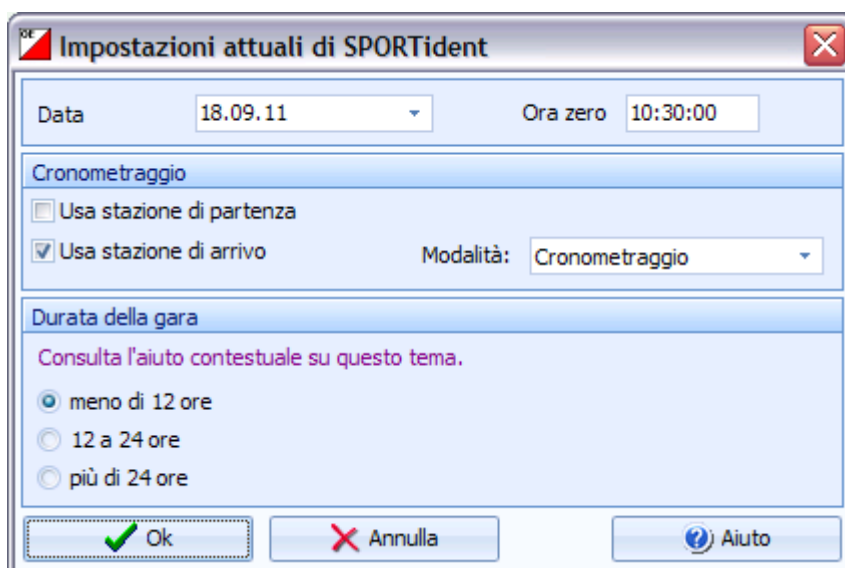 OE Impostazioni attuali di SPORTident
Data 18.09.11 Ora zero 10:30:00
Cronometraggio
Usa stazione di partenza
Usa stazione di arrivo Modalità: Cronometraggio
Durata della gara
Consulta l'aiuto contestuale su questo tema.
meno di 12 ore
12 a 24 ore
più di 24 ore
Ok Annulla Aiuto